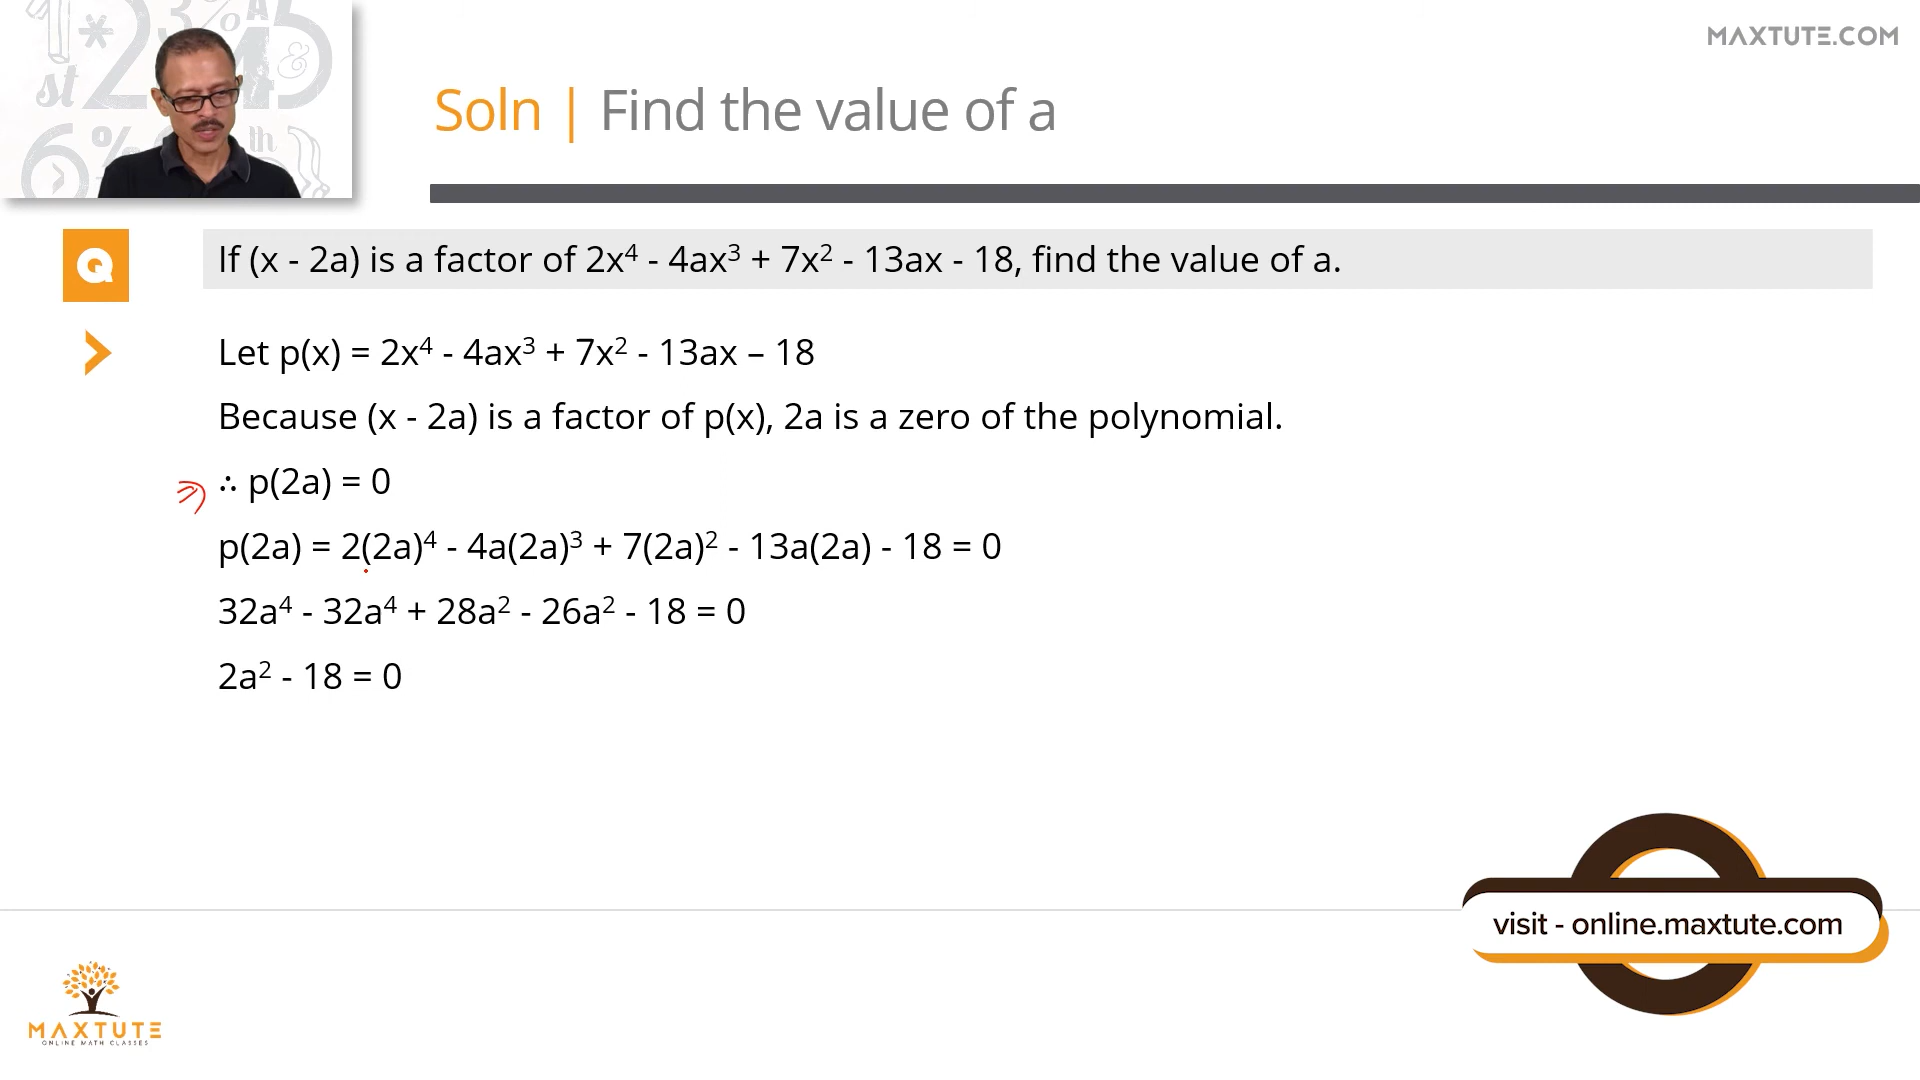 MAXTUTE.COM
Soln | Find the value of a
Q
If (x - 2a) is a factor of 2x⁴ - 4ax³ + 7x² - 13ax - 18, find the value of a.
Let p(x) = 2x⁴ - 4ax³ + 7x² - 13ax – 18
Because (x - 2a) is a factor of p(x), 2a is a zero of the polynomial.
∴ p(2a) = 0
p(2a) = 2(2a)⁴ - 4a(2a)³ + 7(2a)² - 13a(2a) - 18 = 0
32a⁴ - 32a⁴ + 28a² - 26a² - 18 = 0
2a² - 18 = 0
visit - online.maxtute.com
MAXTUTE
ONLINE MATH CLASSES